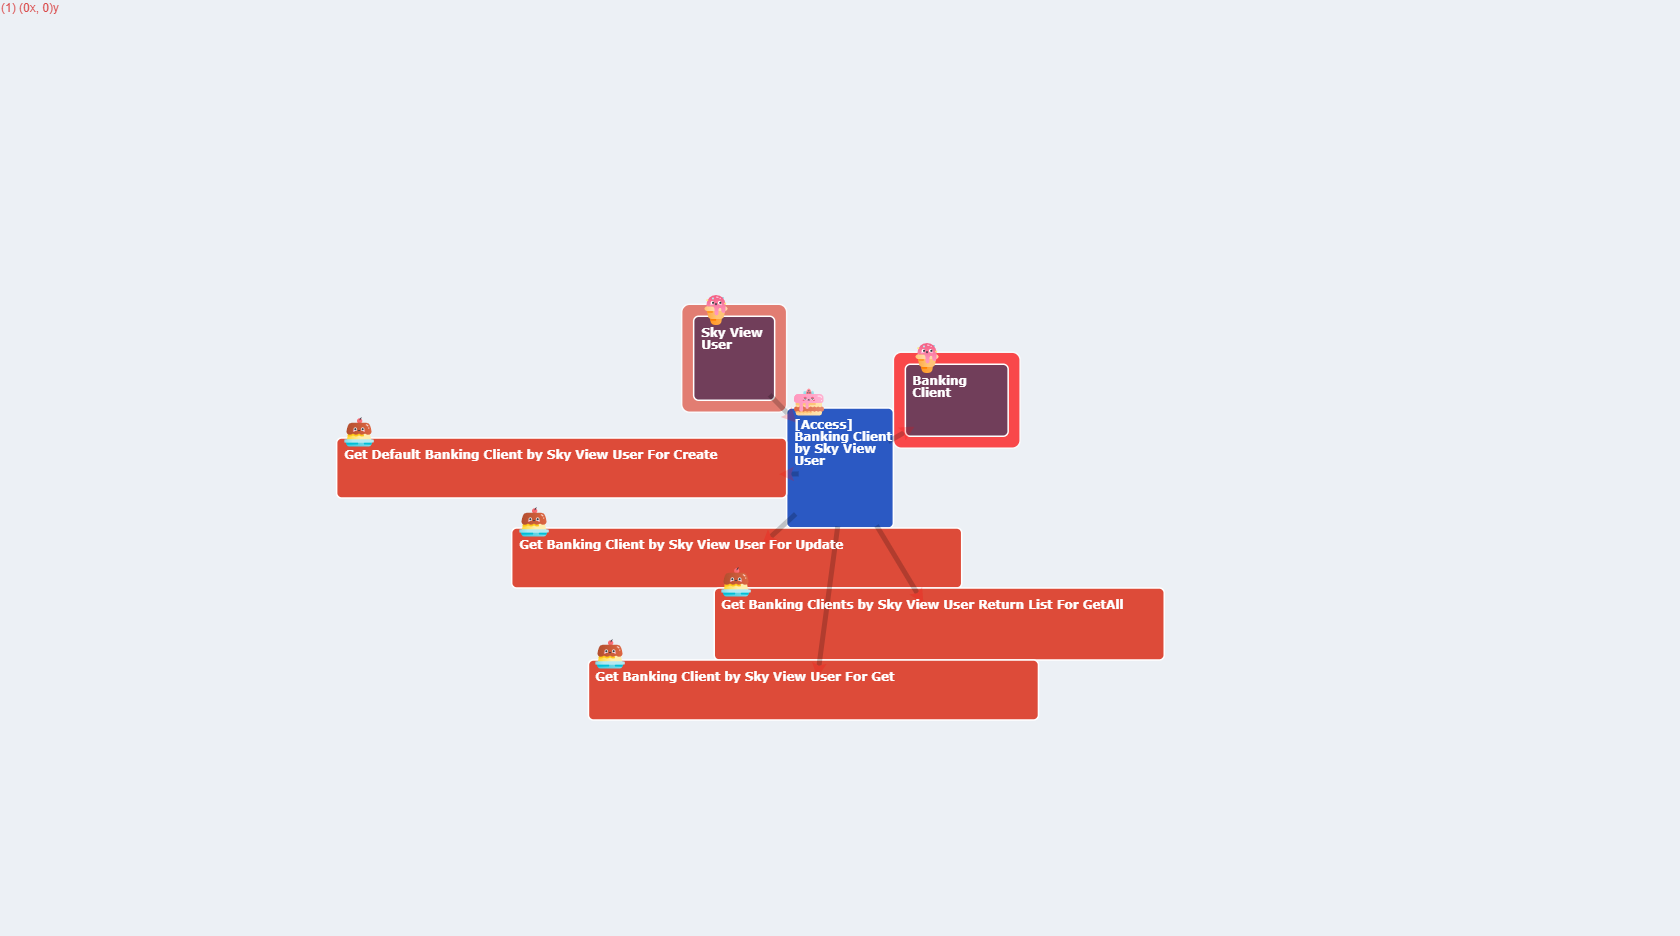 (1) (0x, 0)y
Sky View
User
Banking
Client
[Access]
Banking Client
by Sky View
User
Get Default Banking Client by Sky View User For Create
Get Banking Client by Sky View User For Update
Get Banking Clients by Sky View User Return List For GetAll
Get Banking Client by Sky View User For Get